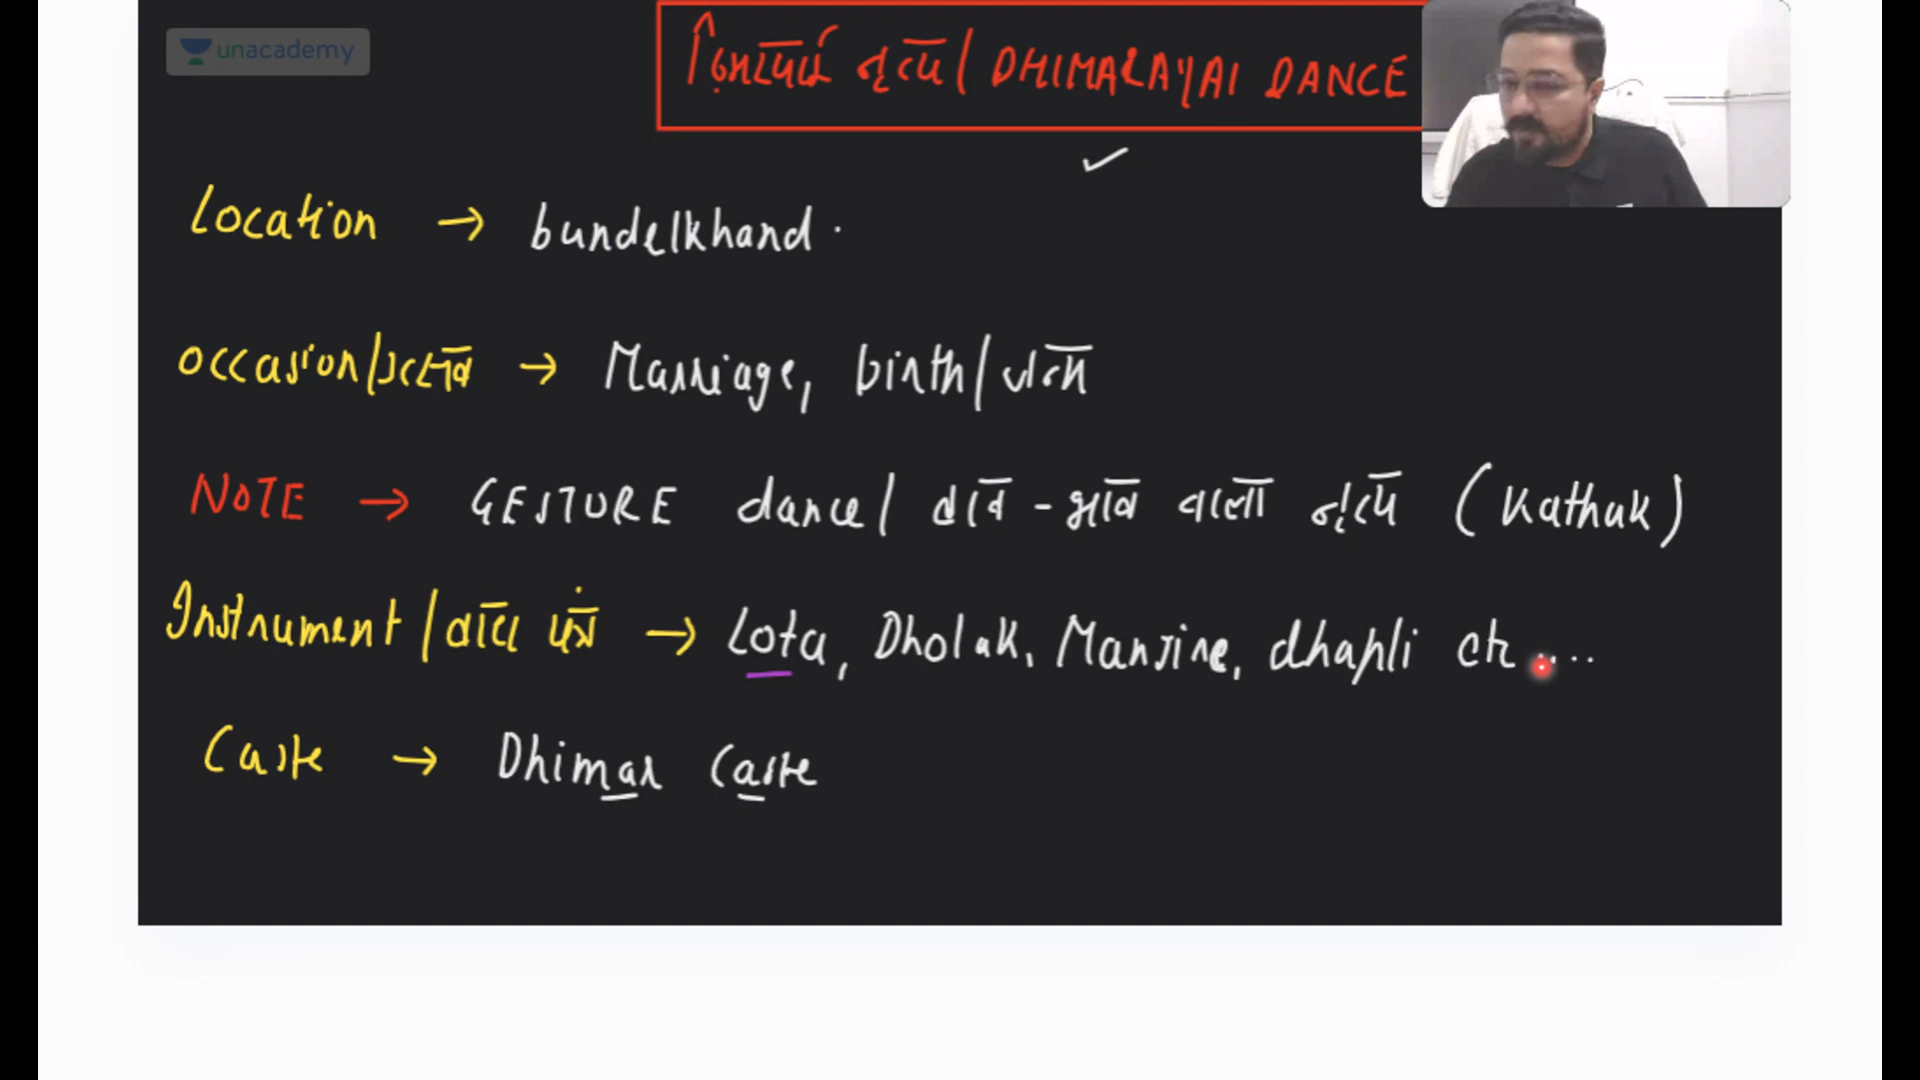 unacademy
ढिमरयाई नृत्य / DHIMARAYAI DANCE
Location → bundelkhand .
occasion/उत्सव → Marriage, birth/जन्म
NOTE → GESTURE dance/ हाव - भाव वाला नृत्य (Kathak)
Instrument / वाद्य यंत्र → Lota, Dholak, Manjire, dhapli etc.....
Caste → Dhimar Caste